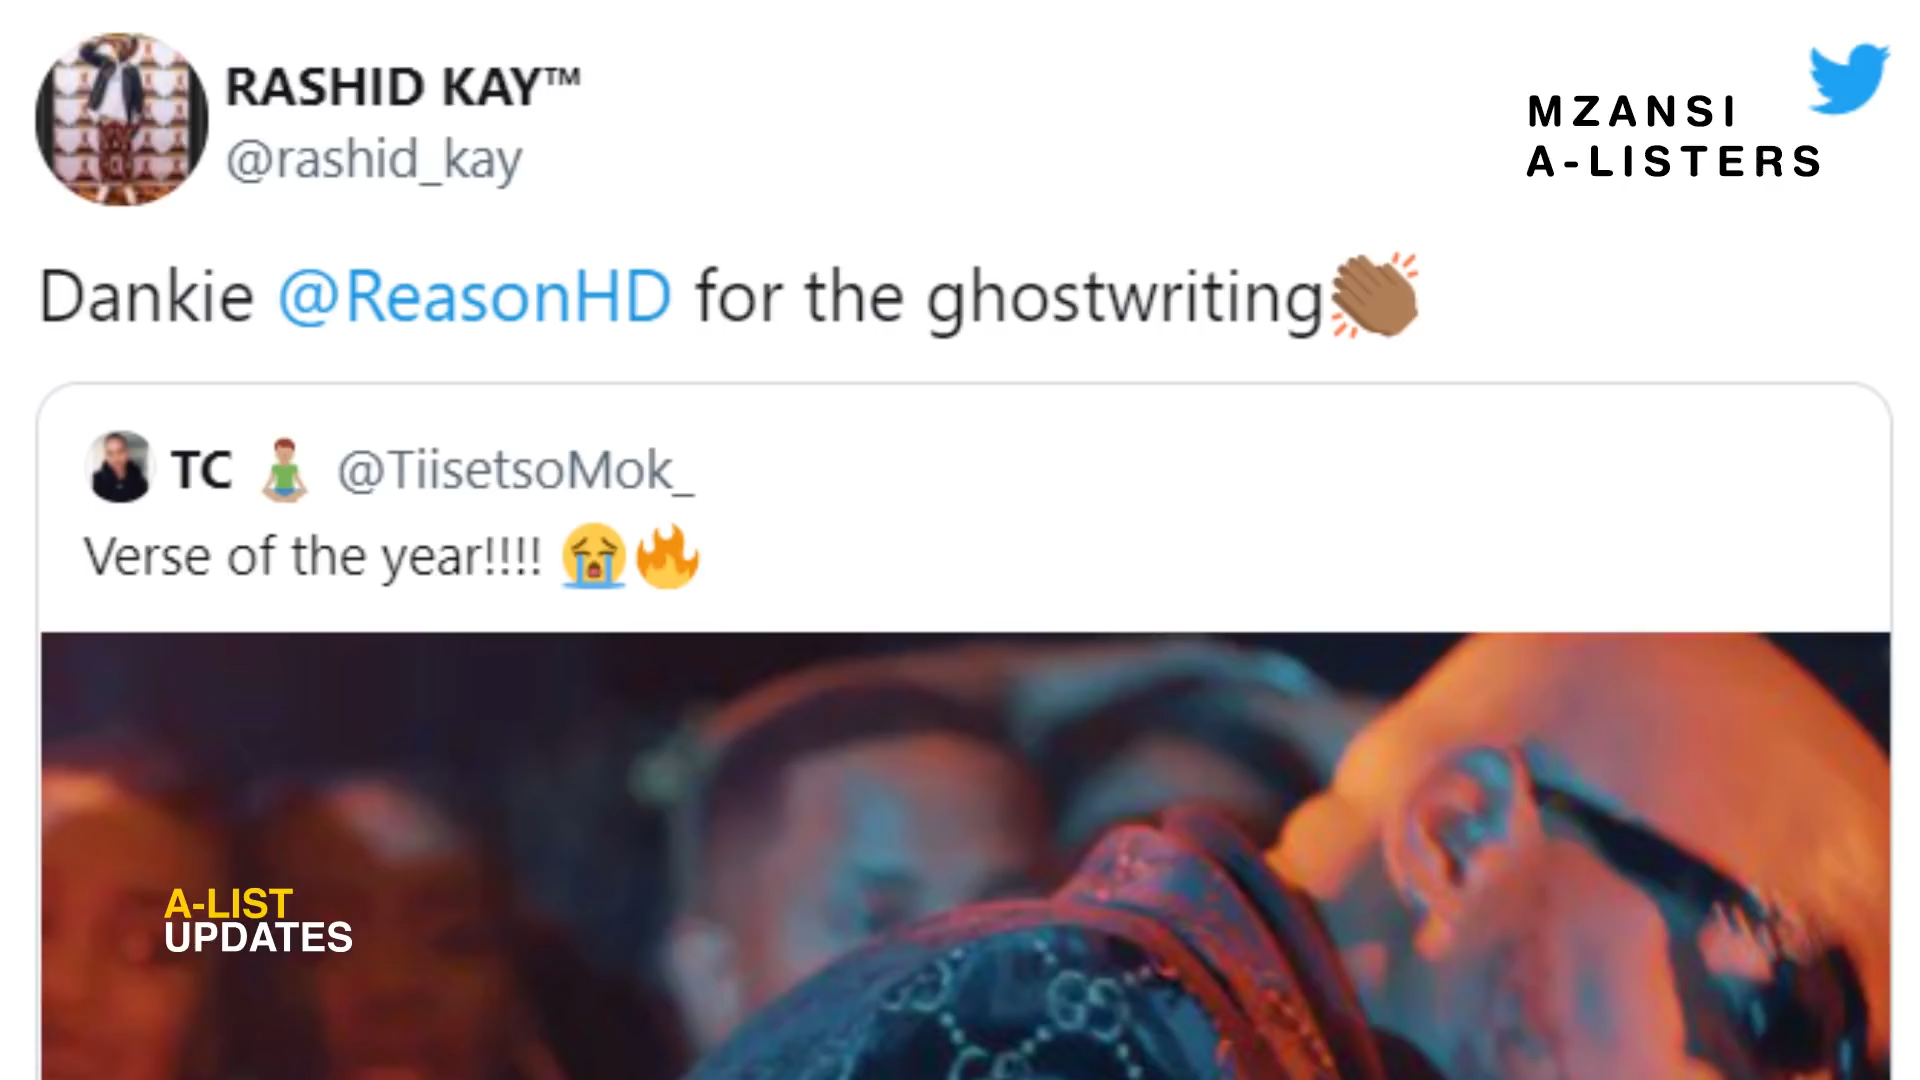 RASHID KAY™
@rashid_kay
MZANSI
A-LISTERS
Dankie @ReasonHD for the ghostwriting👏🏾
TC 🧘🏽‍♂️ @TiisetsoMok_
Verse of the year!!!! 😭🔥
A-LIST
UPDATES